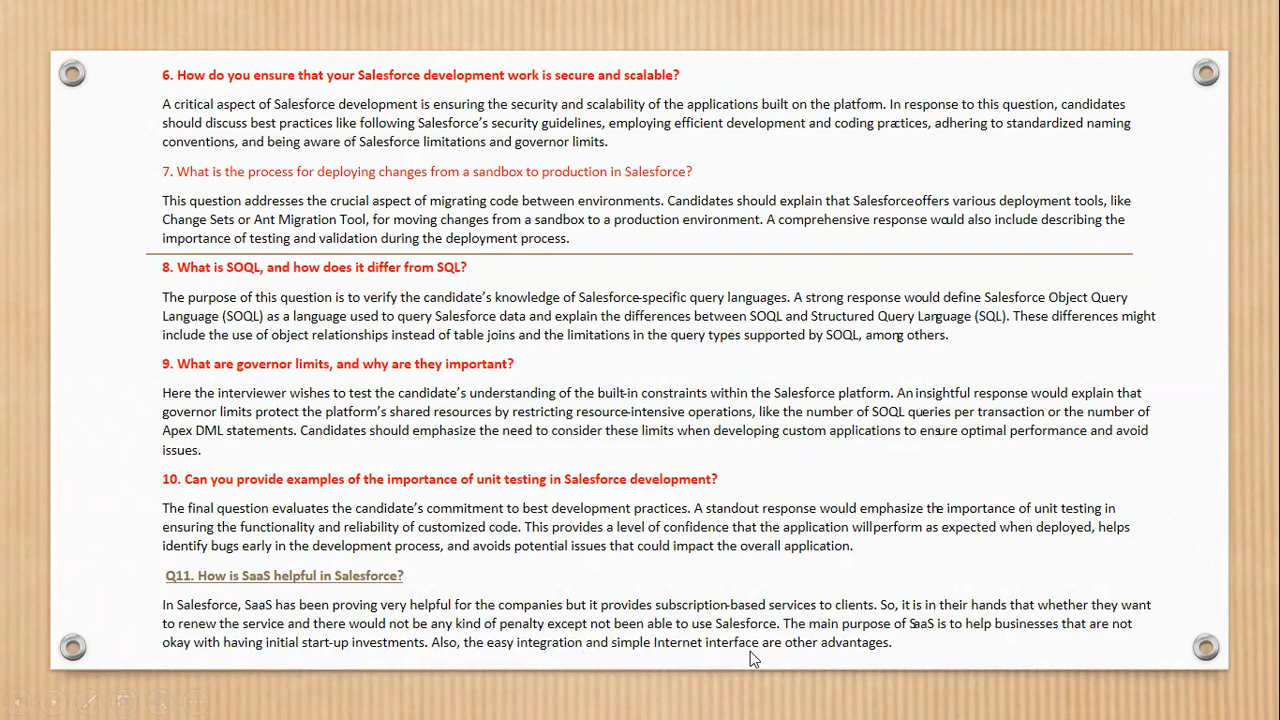 6. How do you ensure that your Salesforce development work is secure and scalable?
A critical aspect of Salesforce development is ensuring the security and scalability of the applications built on the platform. In response to this question, candidates
should discuss best practices like following Salesforce's security guidelines, employing efficient development and coding practices, adhering to standardized naming
conventions, and being aware of Salesforce limitations and governor limits.
7. What is the process for deploying changes from a sandbox to production in Salesforce?
This question addresses the crucial aspect of migrating code between environments. Candidates should explain that Salesforce offers various deployment tools, like
Change Sets or Ant Migration Tool, for moving changes from a sandbox to a production environment. A comprehensive response would also include describing the
importance of testing and validation during the deployment process.
8. What is SOQL, and how does it differ from SQL?
The purpose of this question is to verify the candidate's knowledge of Salesforce-specific query languages. A strong response would define Salesforce Object Query
Language (SOQL) as a language used to query Salesforce data and explain the differences between SOQL and Structured Query Language (SQL). These differences might
include the use of object relationships instead of table joins and the limitations in the query types supported by SOQL, among others.
9. What are governor limits, and why are they important?
Here the interviewer wishes to test the candidate's understanding of the built-in constraints within the Salesforce platform. An insightful response would explain that
governor limits protect the platform's shared resources by restricting resource-intensive operations, like the number of SOQL queries per transaction or the number of
Apex DML statements. Candidates should emphasize the need to consider these limits when developing custom applications to ensure optimal performance and avoid
issues.
10. Can you provide examples of the importance of unit testing in Salesforce development?
The final question evaluates the candidate's commitment to best development practices. A standout response would emphasize the importance of unit testing in
ensuring the functionality and reliability of customized code. This provides a level of confidence that the application will perform as expected when deployed, helps
identify bugs early in the development process, and avoids potential issues that could impact the overall application.
Q11. How is SaaS helpful in Salesforce?
In Salesforce, SaaS has been proving very helpful for the companies but it provides subscription-based services to clients. So, it is in their hands that whether they want
to renew the service and there would not be any kind of penalty except not been able to use Salesforce. The main purpose of SaaS is to help businesses that are not
okay with having initial start-up investments. Also, the easy integration and simple Internet interface are other advantages.